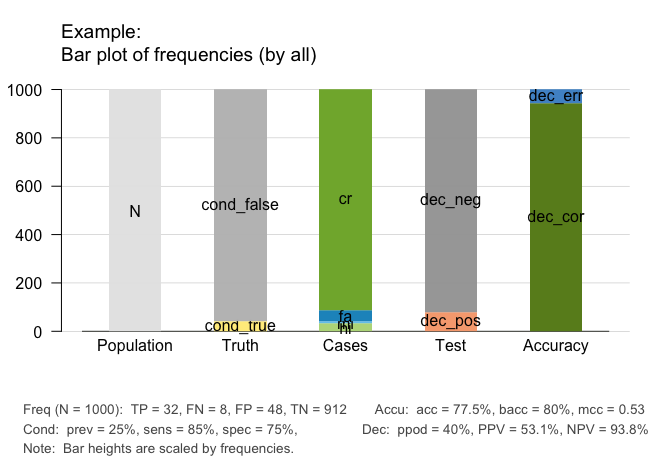 Example:
Bar plot of frequencies (by all)
1000
800
600
400
200
0
N
cond_false
cond_true
cr
fa
mi
hi
dec_neg
dec_pos
dec_err
dec_cor
Population Truth Cases Test Accuracy
Freq (N = 1000):  TP = 32, FN = 8, FP = 48, TN = 912 Accu:  acc = 77.5%, bacc = 80%, mcc = 0.53
Cond:  prev = 25%, sens = 85%, spec = 75%, Dec:  ppod = 40%, PPV = 53.1%, NPV = 93.8%
Note:  Bar heights are scaled by frequencies.